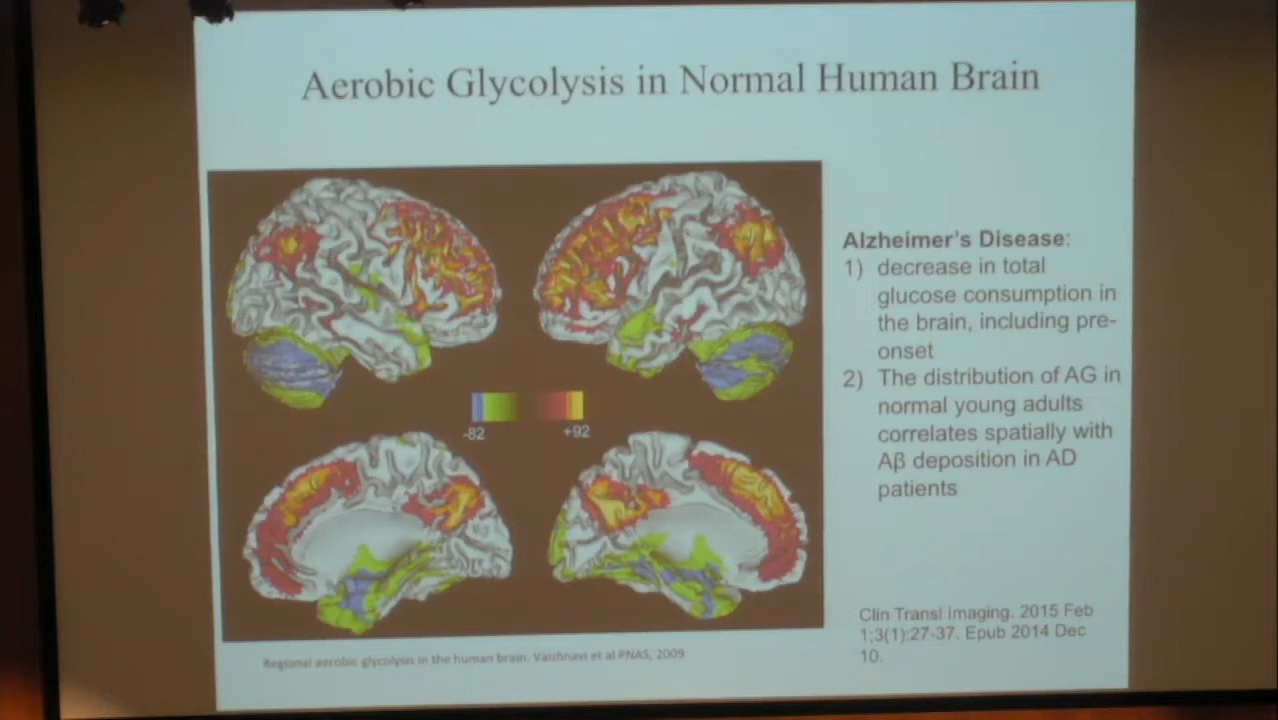 Aerobic Glycolysis in Normal Human Brain
-82
+92
Alzheimer's Disease:
1) decrease in total
glucose consumption in
the brain, including pre-
onset
2) The distribution of AG in
normal young adults
correlates spatially with
Aβ deposition in AD
patients
Clin Transl Imaging. 2015 Feb
1;3(1):27-37. Epub 2014 Dec
10.
Regional aerobic glycolysis in the human brain. Vaishnavi et al PNAS, 2009